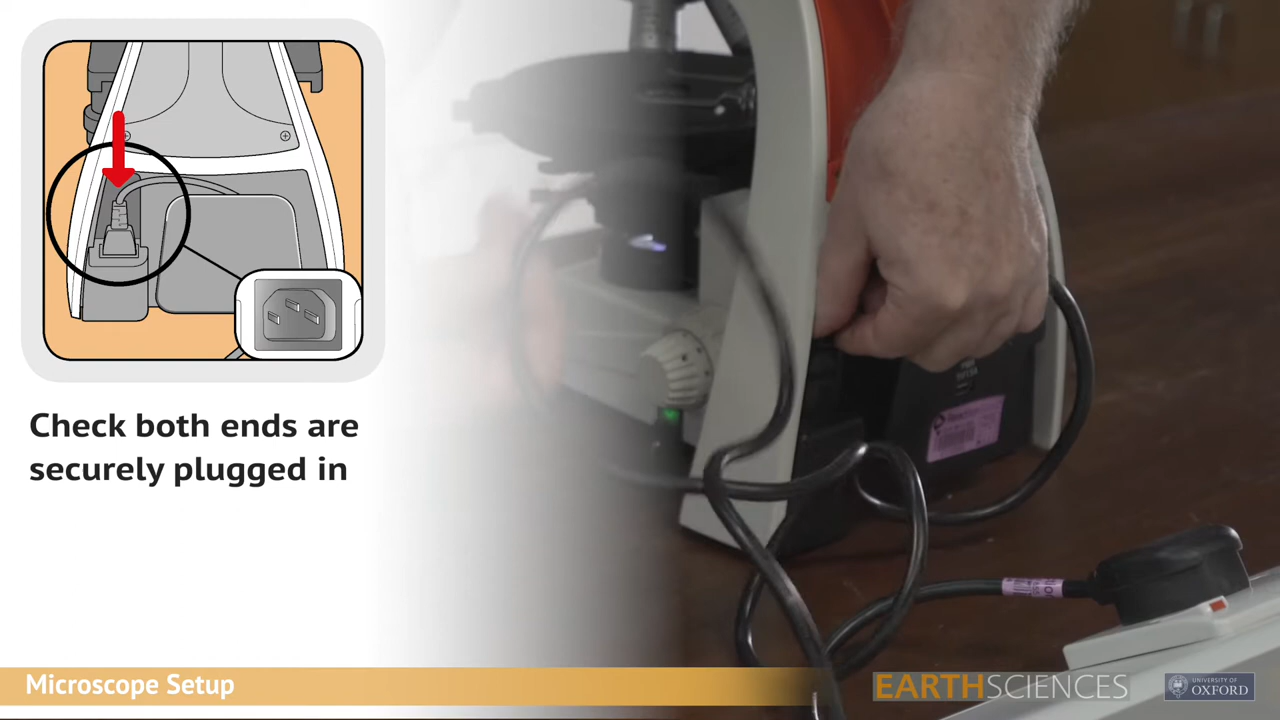 Check both ends are
securely plugged in
Microscope Setup
EARTHSCIENCES
UNIVERSITY OF
OXFORD